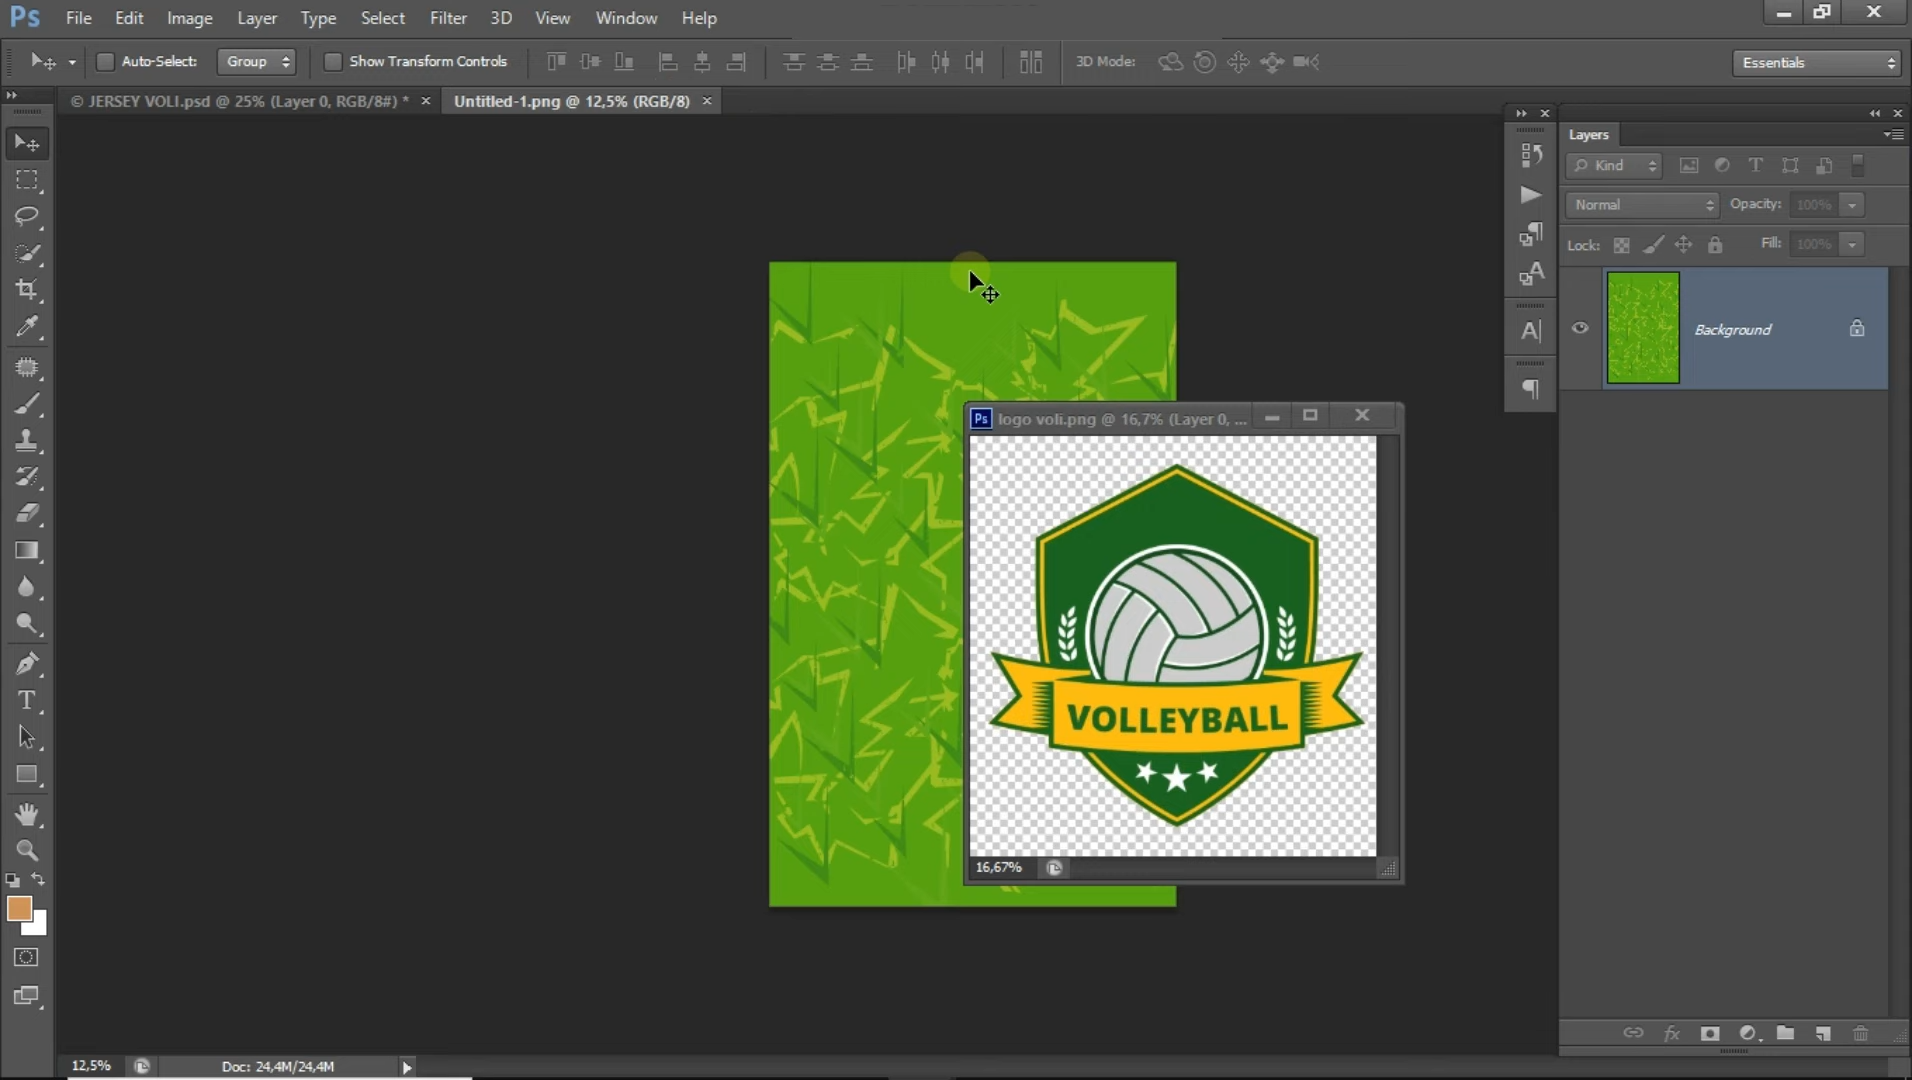 Ps File Edit Image Layer Type Select Filter 3D View Window Help
Auto-Select: Group Show Transform Controls 3D Mode: Essentials
© JERSEY VOLI.psd @ 25% (Layer 0, RGB/8#) * × Untitled-1.png @ 12,5% (RGB/8) ×
Layers
Kind
Normal Opacity: 100%
Lock: Fill: 100%
Background
Ps logo voli.png @ 16,7% (Layer 0, ...
VOLLEYBALL
16,67%
12,5% Doc: 24,4M/24,4M